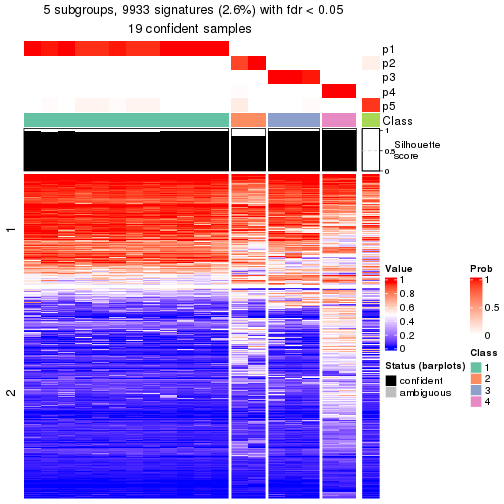 5 subgroups, 9933 signatures (2.6%) with fdr < 0.05
19 confident samples
p1
p2
p3
p4
p5
Class
1
0.5
0
Silhouette
score
1
2
Value
1
0.8
0.6
0.4
0.2
0
Prob
1
0.5
0
Status (barplots)
confident
ambiguous
Class
1
2
3
4